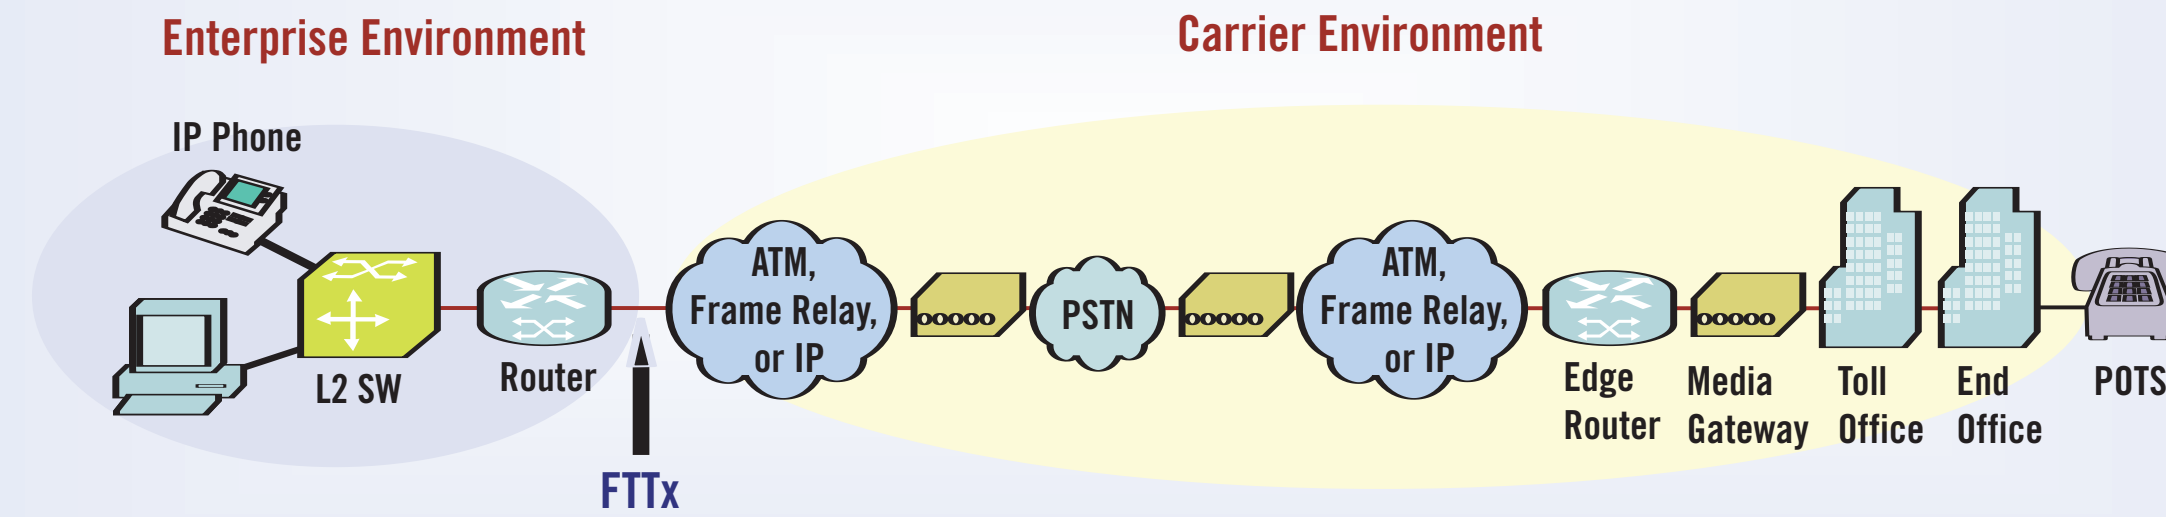 Enterprise Environment
Carrier Environment
IP Phone
L2 SW
Router
FTTx
ATM,
Frame Relay,
or IP
PSTN
ATM,
Frame Relay,
or IP
Edge
Router
Media
Gateway
Toll
Office
End
Office
POTS